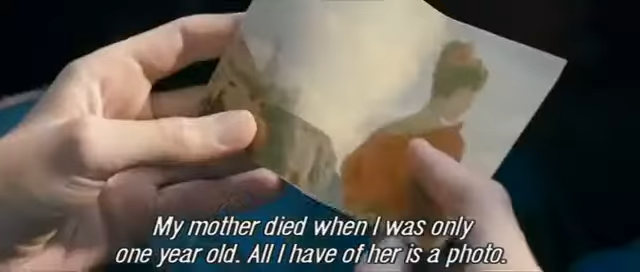 My mother died when I was only
one year old. All I have of her is a photo.